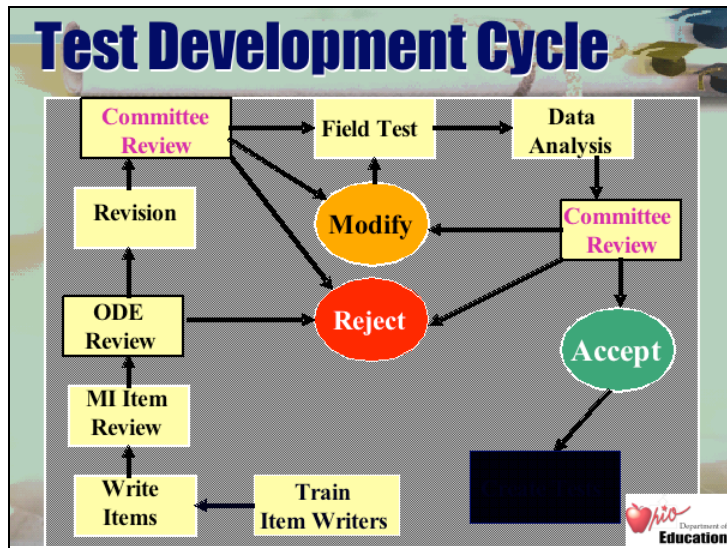 Test Development Cycle
Committee
Review
Field Test
Data
Analysis
Revision
Modify
Committee
Review
ODE
Review
Reject
Accept
MI Item
Review
Write
Items
Train
Item Writers
Ohio
Department of
Education